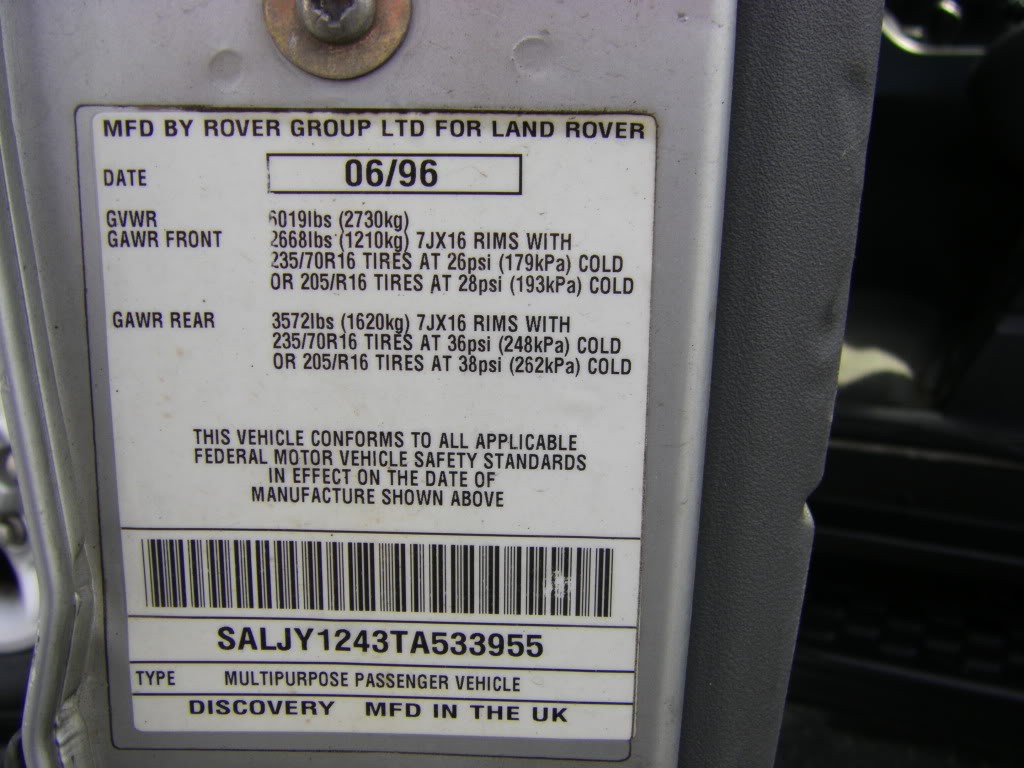 MFD BY ROVER GROUP LTD FOR LAND ROVER
DATE 06/96
GVWR 6019lbs (2730kg)
GAWR FRONT 2668lbs (1210kg) 7JX16 RIMS WITH
235/70R16 TIRES AT 26psi (179kPa) COLD
OR 205/R16 TIRES AT 28psi (193kPa) COLD
GAWR REAR 3572lbs (1620kg) 7JX16 RIMS WITH
235/70R16 TIRES AT 36psi (248kPa) COLD
OR 205/R16 TIRES AT 38psi (262kPa) COLD
THIS VEHICLE CONFORMS TO ALL APPLICABLE
FEDERAL MOTOR VEHICLE SAFETY STANDARDS
IN EFFECT ON THE DATE OF
MANUFACTURE SHOWN ABOVE
SALJY1243TA533955
TYPE MULTIPURPOSE PASSENGER VEHICLE
DISCOVERY MFD IN THE UK